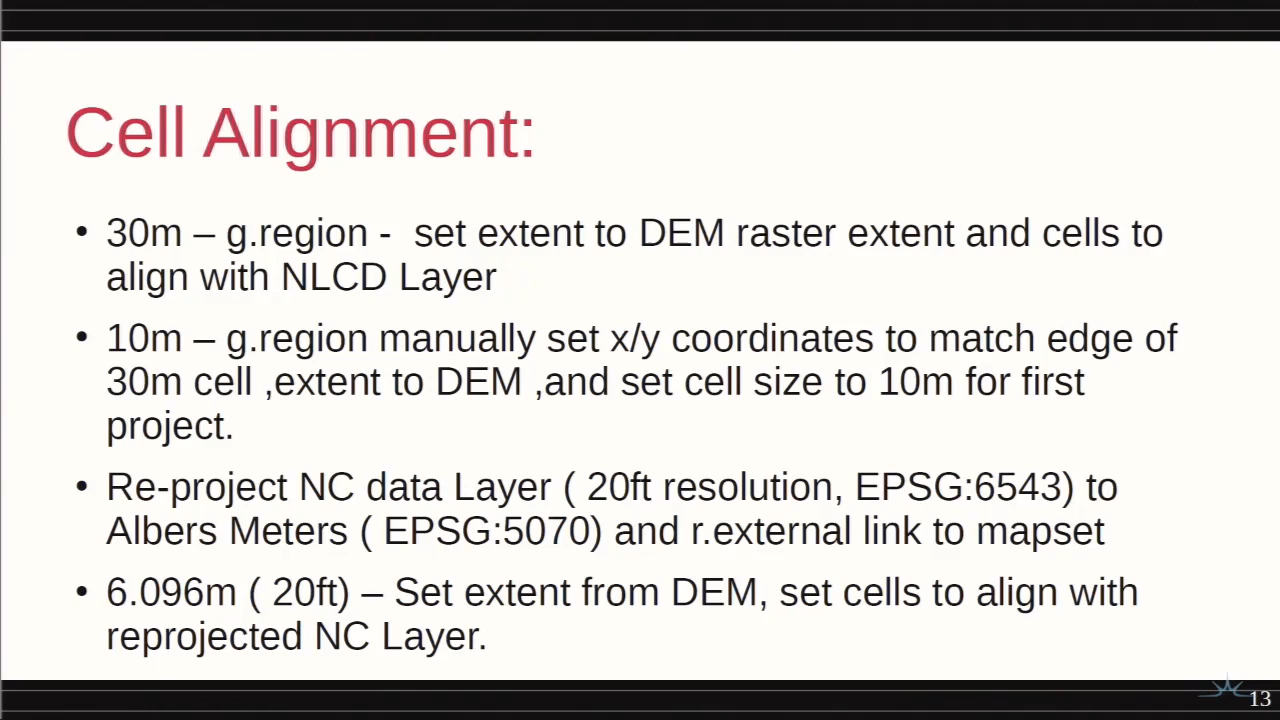 Cell Alignment:
• 30m – g.region -  set extent to DEM raster extent and cells to
align with NLCD Layer
• 10m – g.region manually set x/y coordinates to match edge of
30m cell ,extent to DEM ,and set cell size to 10m for first
project.
• Re-project NC data Layer ( 20ft resolution, EPSG:6543) to
Albers Meters ( EPSG:5070) and r.external link to mapset
• 6.096m ( 20ft) – Set extent from DEM, set cells to align with
reprojected NC Layer.
13